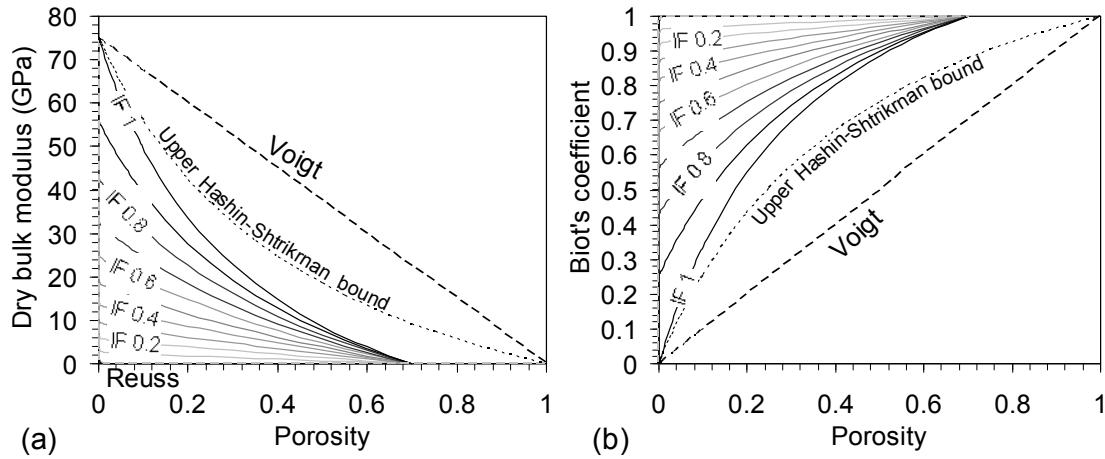 80
70
60
50
40
30
20
10
0
Dry bulk modulus (GPa)
IF 1
Upper Hashin-Shtrikman bound
Voigt
IF 0.8
IF 0.6
IF 0.4
IF 0.2
Reuss
0 0.2 0.4 0.6 0.8 1
Porosity
(a)
1
0.9
0.8
0.7
0.6
0.5
0.4
0.3
0.2
0.1
0
Biot's coefficient
IF 0.2
IF 0.4
IF 0.6
IF 0.8
IF 1
Upper Hashin-Shtrikman bound
Voigt
0 0.2 0.4 0.6 0.8 1
Porosity
(b)